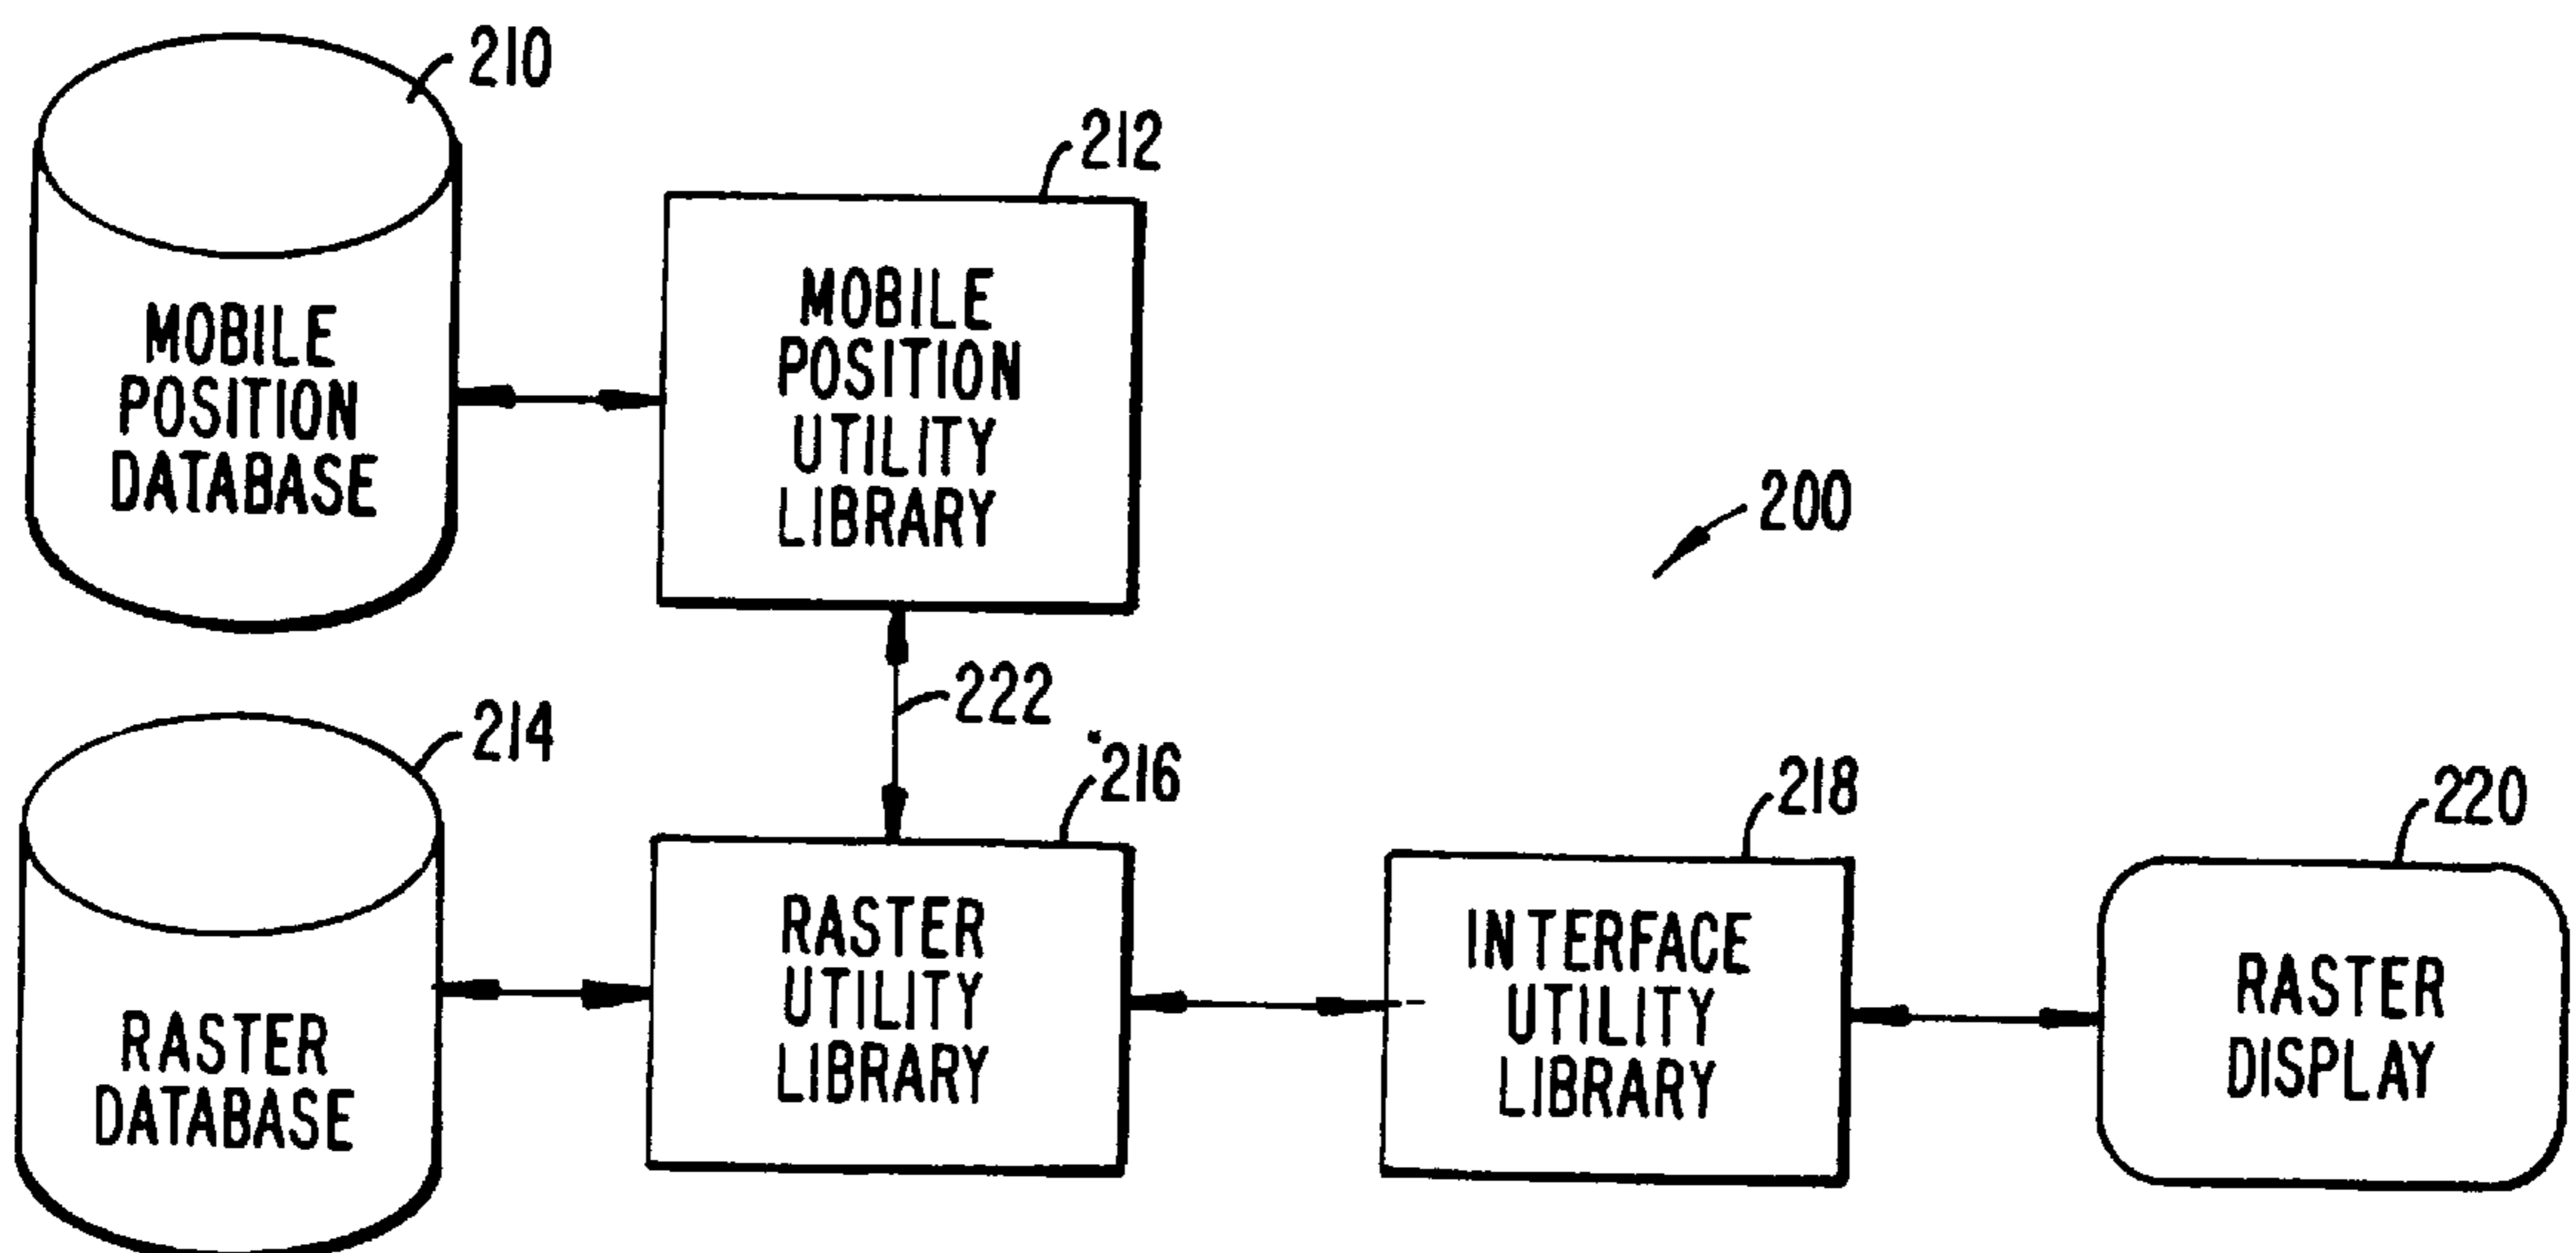 210
212
MOBILE
POSITION
DATABASE
MOBILE
POSITION
UTILITY
LIBRARY
200
222
214
216
218
220
RASTER
DATABASE
RASTER
UTILITY
LIBRARY
INTERFACE
UTILITY
LIBRARY
RASTER
DISPLAY